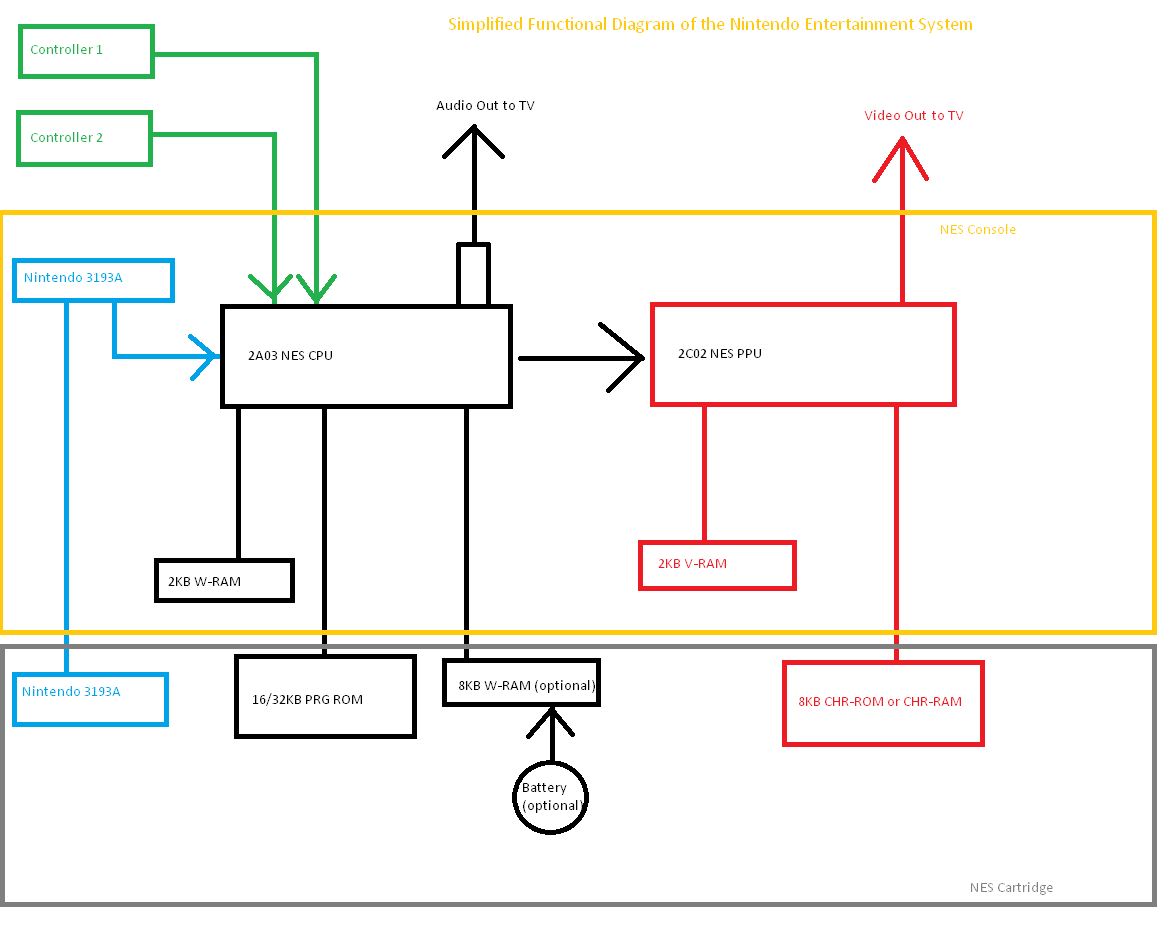 Simplified Functional Diagram of the Nintendo Entertainment System
Controller 1
Audio Out to TV
Video Out to TV
Controller 2
NES Console
Nintendo 3193A
2A03 NES CPU
2C02 NES PPU
2KB W-RAM
2KB V-RAM
Nintendo 3193A
16/32KB PRG ROM
8KB W-RAM (optional)
8KB CHR-ROM or CHR-RAM
Battery
(optional)
NES Cartridge